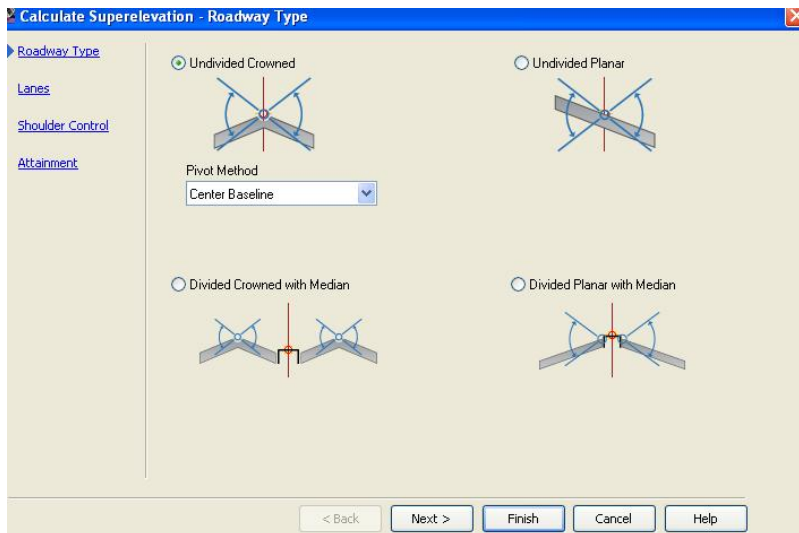 Calculate Superelevation - Roadway Type
Roadway Type
Lanes
Shoulder Control
Attainment
Undivided Crowned
Undivided Planar
Pivot Method
Center Baseline
Divided Crowned with Median
Divided Planar with Median
< Back
Next >
Finish
Cancel
Help